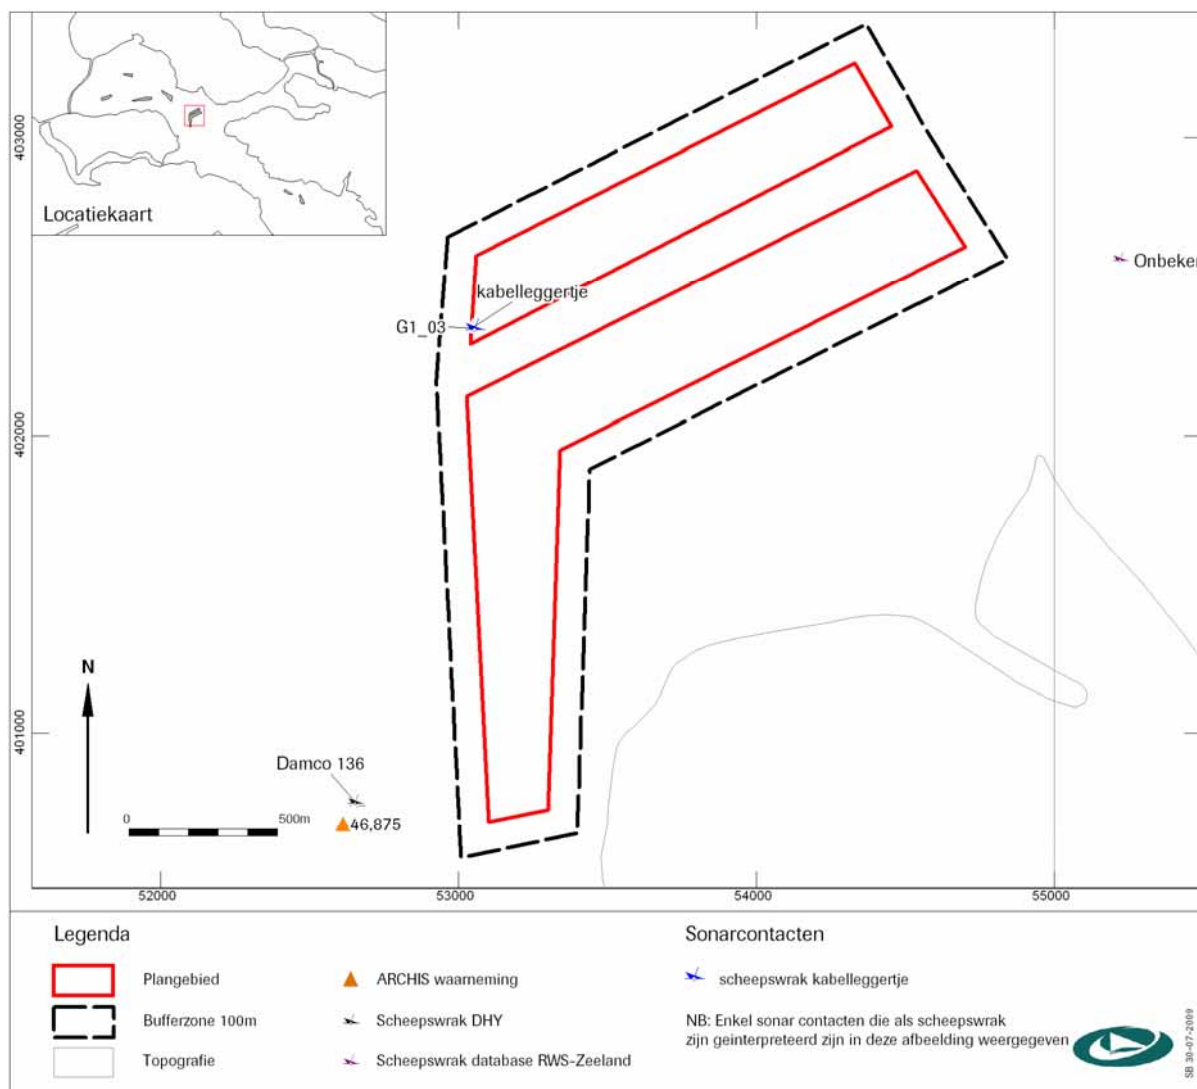 Locatiekaart
403000
402000
401000
kabelleggertje
G1_03
Onbeker
N
Damco 136
46,875
0
500m
52000
53000
54000
55000
Legenda
Plangebied
Bufferzone 100m
Topografie
ARCHIS waarneming
Scheepswrak DHY
Scheepswrak database RWS-Zeeland
Sonarcontacten
scheepswrak kabelleggertje
NB: Enkel sonar contacten die als scheepswrak
zijn geinterpreteerd zijn in deze afbeelding weergegeven
SB 30-07-2009